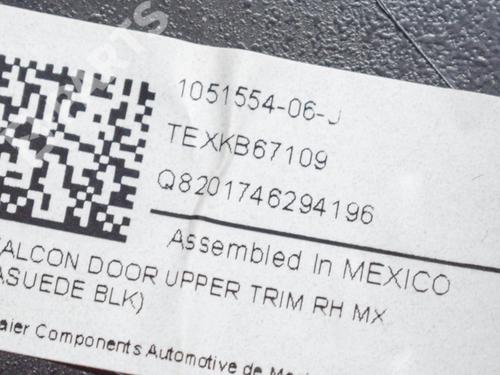 1051554-06-J
TEXKB67109
Q8201746294196
Assembled In MEXICO
ALCON DOOR UPPER TRIM RH MX
ASUEDE BLK)
aier Components Automotive de